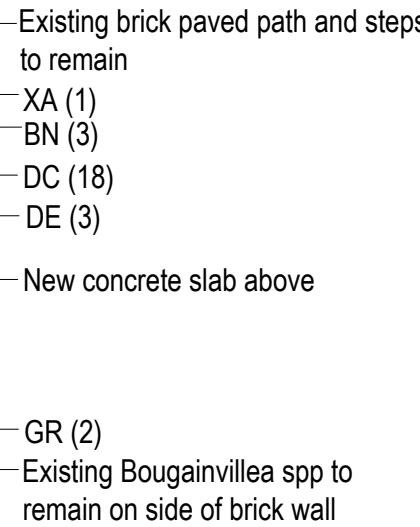 Existing brick paved path and steps
to remain
XA (1)
BN (3)
DC (18)
DE (3)
New concrete slab above
GR (2)
Existing Bougainvillea spp to
remain on side of brick wall